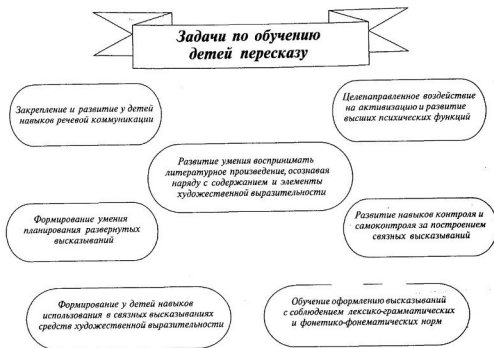 Задачи по обучению
детей пересказу
Закрепление и развитие у детей
навыков речевой коммуникации
Целенаправленное воздействие
на активизацию и развитие
высших психических функций
Развитие умения воспринимать
литературное произведение, осознавая
наряду с содержанием и элементы
художественной выразительности
Формирование умения
планирования развернутых
высказываний
Развитие навыков контроля и
самоконтроля за построением
связных высказываний
Формирование у детей навыков
использования в связных высказываниях
средств художественной выразительности
Обучение оформлению высказываний
с соблюдением лексико-грамматических
и фонетико-фонематических норм